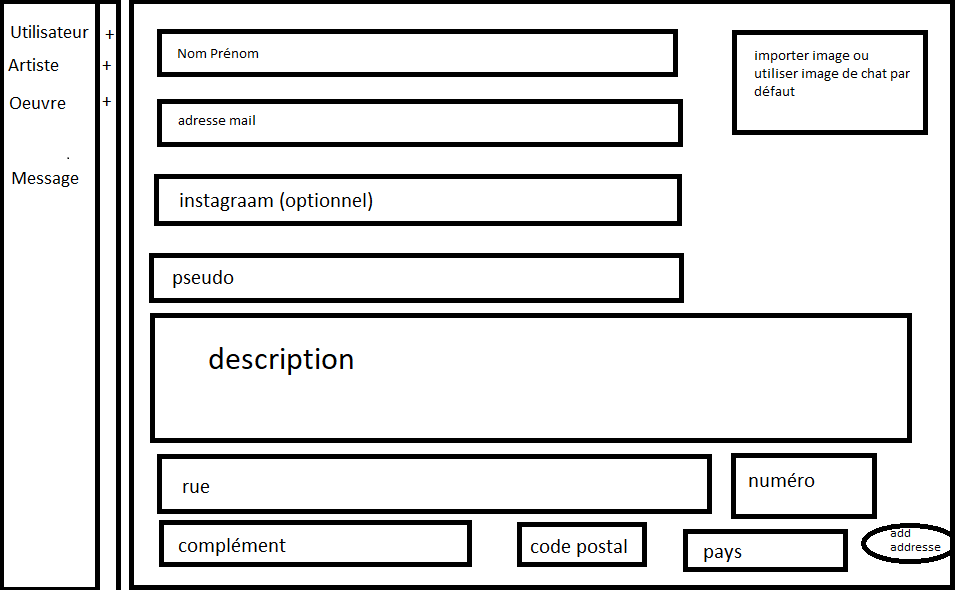 Utilisateur +
Artiste +
Oeuvre +
.
Message
Nom Prénom
importer image ou
utiliser image de chat par
défaut
adresse mail
instagraam (optionnel)
pseudo
description
rue
numéro
complément
code postal
pays
add
addresse